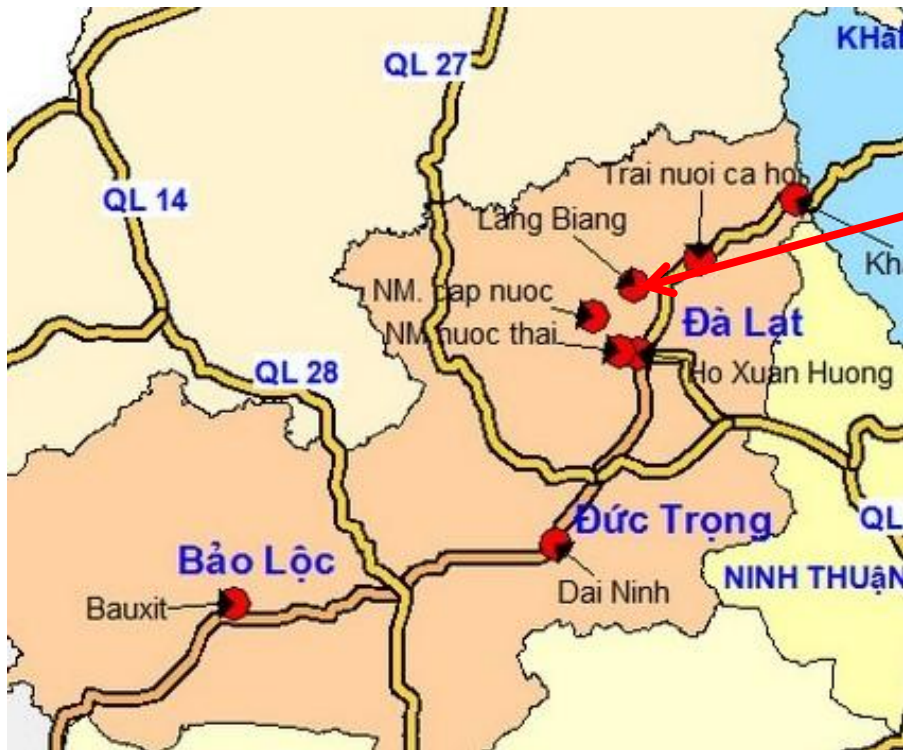 KHá
QL 27
Trai nuoi ca hoi
QL 14
Lang Biang
Kh
NM. cap nuoc
Đà Lạt
NM nuoc thai
QL 28
Ho Xuan Huong
Đức Trọng
QL
Bảo Lộc
NINH THUậN
Dai Ninh
Bauxit